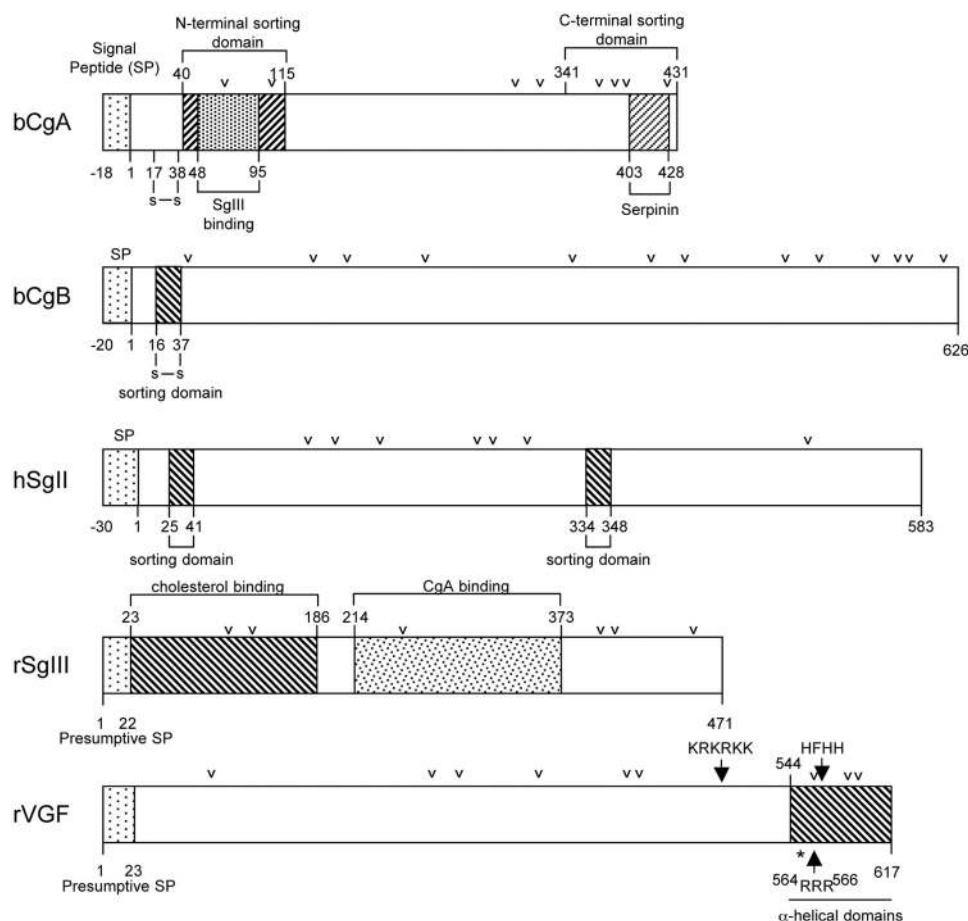 N-terminal sorting
domain
C-terminal sorting
domain
Signal
Peptide (SP)
40 115 341 431
v v v v v v v v
bCgA
-18 1 17 38 48 95 403 428
s s
SgIII
binding
Serpinin
SP
v v v v v v v v v v v v v
bCgB
-20 1 16 37 626
s s
sorting domain
SP
v v v v v v v
hSgII
-30 1 25 41 334 348 583
sorting domain sorting domain
cholesterol binding CgA binding
23 186 214 373
v v v v v v
rSgIII
1 22 471
Presumptive SP
KRKRKK HFHH
544
v v v v v v v v v
rVGF
*
1 23 564RRR566 617
Presumptive SP
α-helical domains